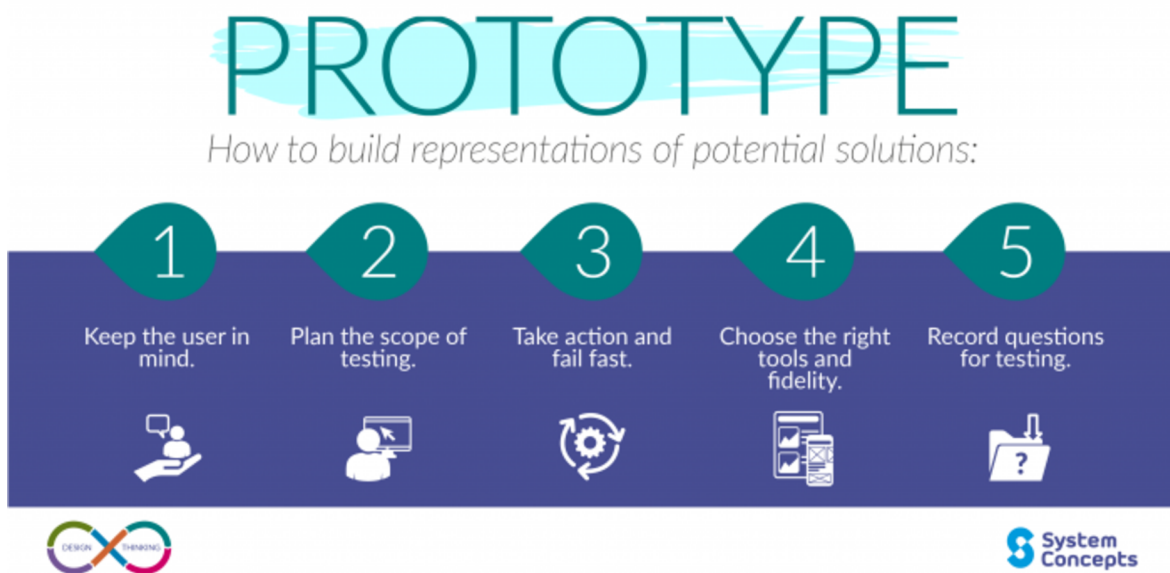 PROTOTYPE
How to build representations of potential solutions:
1
2
3
4
5
Keep the user in
mind.
Plan the scope of
testing.
Take action and
fail fast.
Choose the right
tools and
fidelity.
Record questions
for testing.
?
DESIGN THINKING
System
Concepts